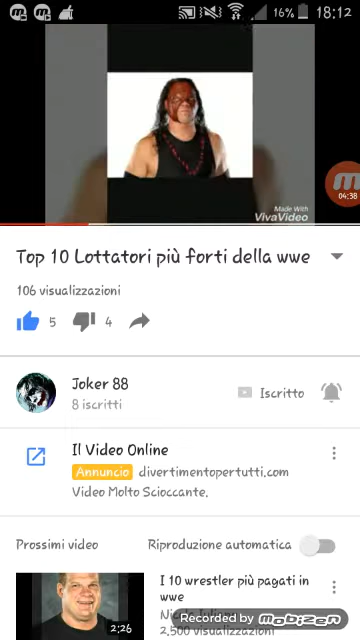 16% 18:12
Made With
VivaVideo
04:38
Top 10 Lottatori più forti della wwe
106 visualizzazioni
5 4
Joker 88
8 iscritti
Iscritto
Il Video Online
Annuncio divertimentopertutti.com
Video Molto Scioccante.
Prossimi video Riproduzione automatica
I 10 wrestler più pagati in
wwe
2,500 visualizzazioni
2:26
Recorded by mobizen